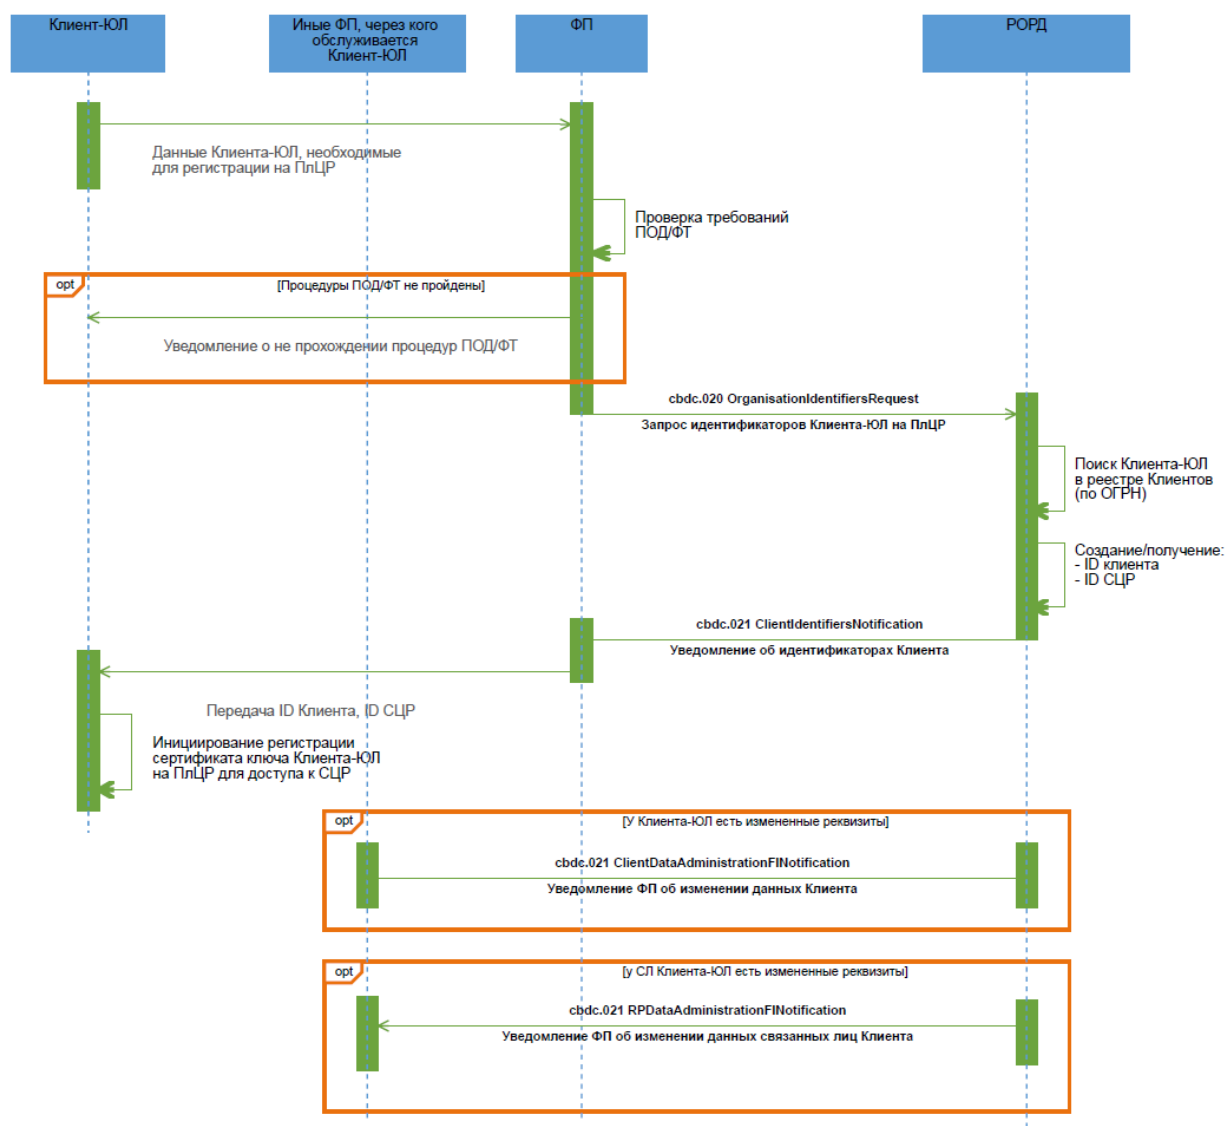 Клиент-ЮЛ
Иные ФП, через кого
обслуживается
Клиент-ЮЛ
ФП
РОРД
Данные Клиента-ЮЛ, необходимые
для регистрации на ПлЦР
Проверка требований
ПОД/ФТ
opt
[Процедуры ПОД/ФТ не пройдены]
Уведомление о не прохождении процедур ПОД/ФТ
cbdc.020 OrganisationIdentifiersRequest
Запрос идентификаторов Клиента-ЮЛ на ПлЦР
Поиск Клиента-ЮЛ
в реестре Клиентов
(по ОГРН)
Создание/получение:
- ID клиента
- ID СЦР
cbdc.021 ClientIdentifiersNotification
Уведомление об идентификаторах Клиента
Передача ID Клиента, ID СЦР
Инициирование регистрации
сертификата ключа Клиента-ЮЛ
на ПлЦР для доступа к СЦР
opt
[У Клиента-ЮЛ есть измененные реквизиты]
cbdc.021 ClientDataAdministrationFINotification
Уведомление ФП об изменении данных Клиента
opt
[у СЛ Клиента-ЮЛ есть измененные реквизиты]
cbdc.021 RPDataAdministrationFINotification
Уведомление ФП об изменении данных связанных лиц Клиента